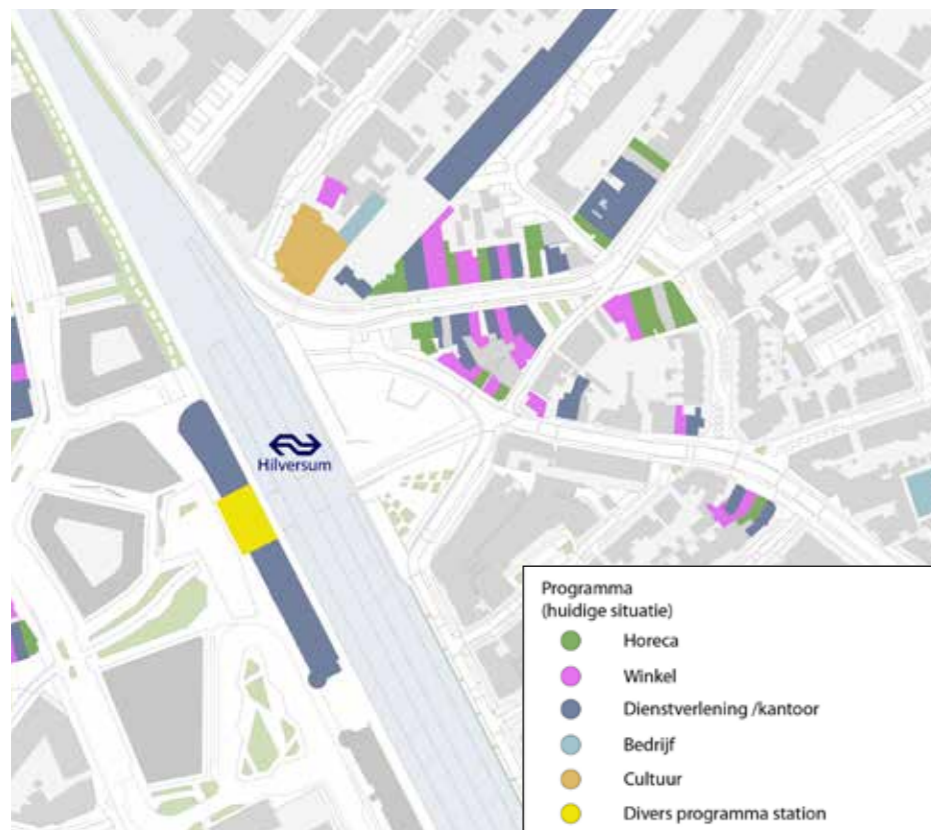 Hilversum
Programma
(huidige situatie)
Horeca
Winkel
Dienstverlening /kantoor
Bedrijf
Cultuur
Divers programma station